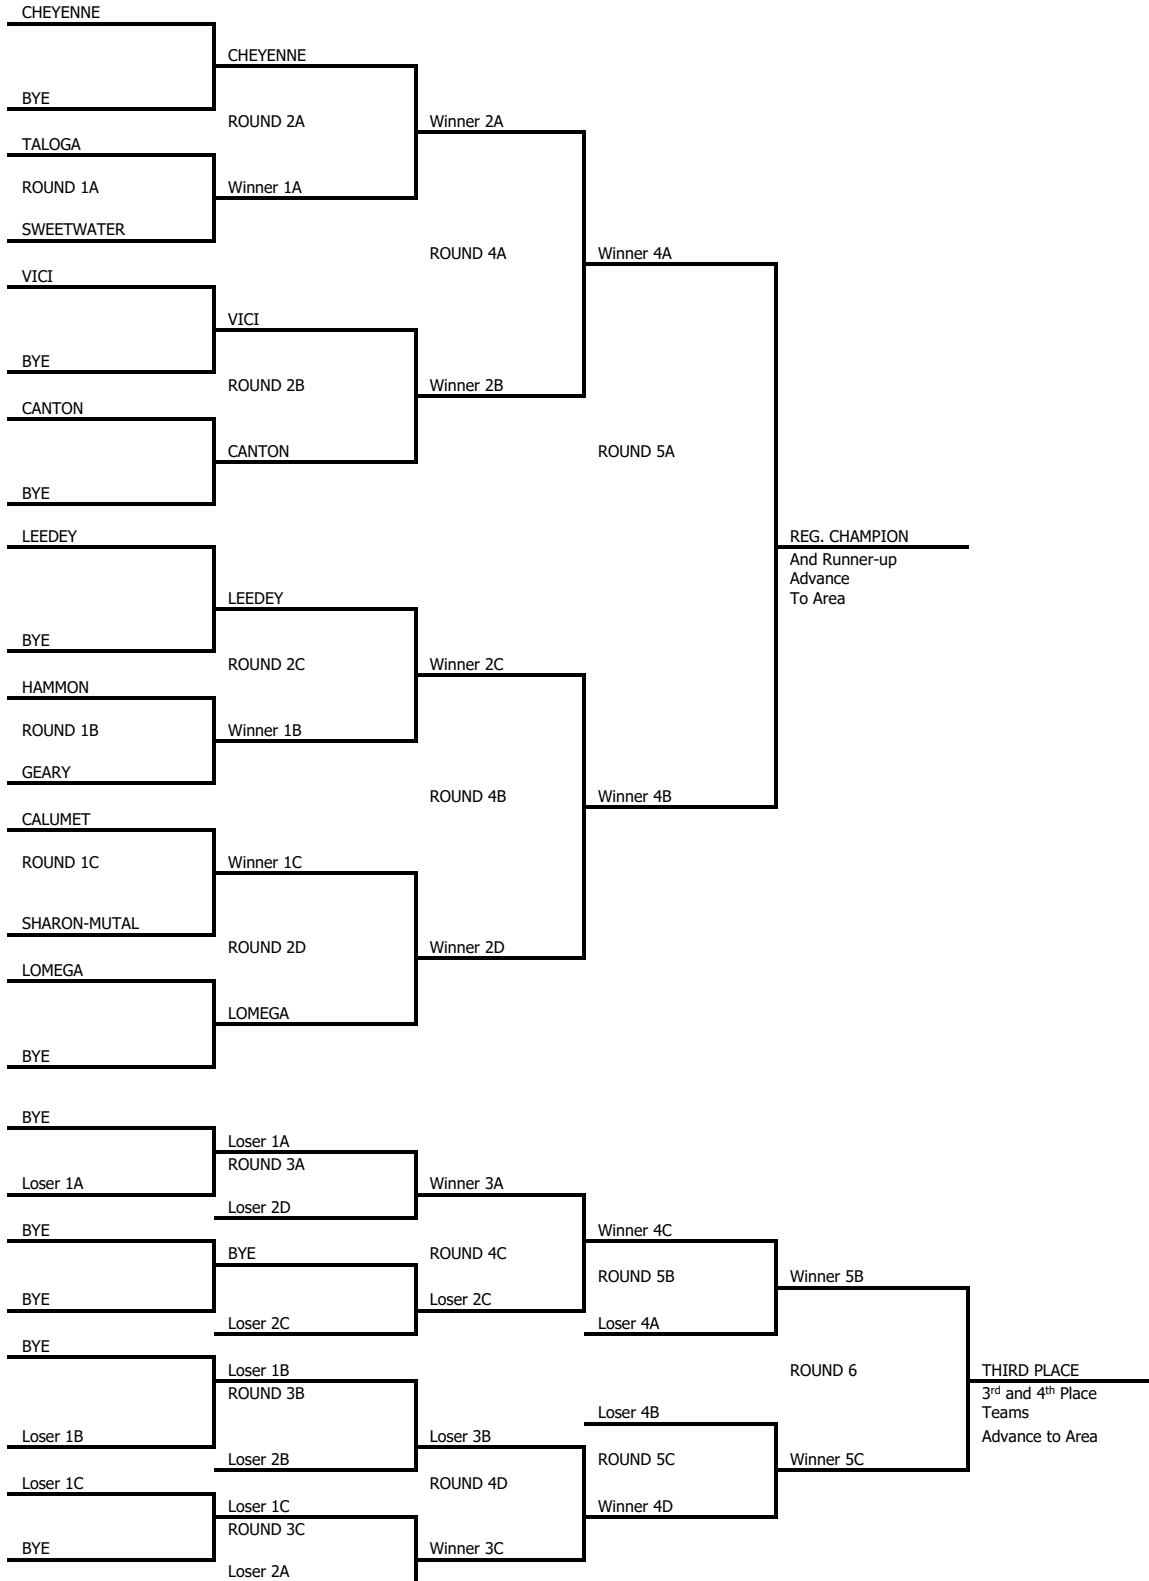 CHEYENNE
CHEYENNE
BYE
ROUND 2A
Winner 2A
TALOGA
ROUND 1A
Winner 1A
SWEETWATER
ROUND 4A
Winner 4A
VICI
VICI
BYE
ROUND 2B
Winner 2B
CANTON
CANTON
ROUND 5A
BYE
LEEDEY
REG. CHAMPION
And Runner-up
Advance
To Area
LEEDEY
BYE
ROUND 2C
Winner 2C
HAMMON
ROUND 1B
Winner 1B
GEARY
ROUND 4B
Winner 4B
CALUMET
ROUND 1C
Winner 1C
SHARON-MUTAL
ROUND 2D
Winner 2D
LOMEGA
LOMEGA
BYE
BYE
Loser 1A
ROUND 3A
Loser 1A
Winner 3A
Loser 2D
BYE
Winner 4C
BYE
ROUND 4C
ROUND 5B
Winner 5B
BYE
Loser 2C
Loser 2C
Loser 4A
BYE
Loser 1B
ROUND 6
THIRD PLACE
ROUND 3B
3rd and 4th Place
Teams
Loser 4B
Loser 1B
Loser 3B
Advance to Area
Loser 2B
ROUND 5C
Winner 5C
Loser 1C
ROUND 4D
Loser 1C
Winner 4D
ROUND 3C
BYE
Winner 3C
Loser 2A